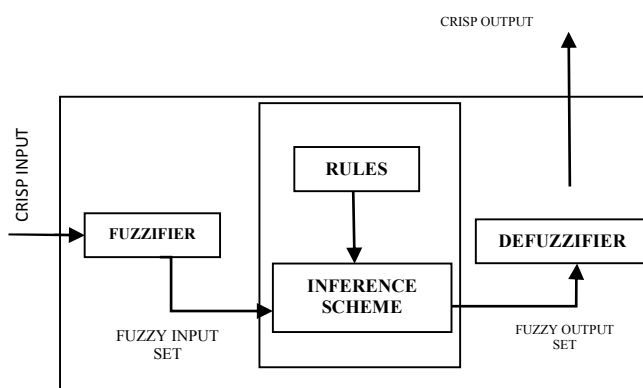 CRISP OUTPUT
CRISP INPUT
RULES
FUZZIFIER
DEFUZZIFIER
INFERENCE
SCHEME
FUZZY INPUT
SET
FUZZY OUTPUT
SET